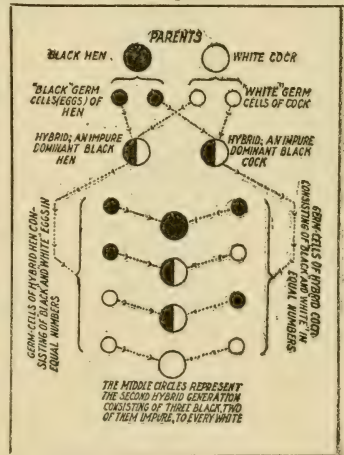 PARENTS
BLACK HEN
WHITE COCK
"BLACK" GERM
CELLS (EGGS) OF
HEN
"WHITE" GERM
CELLS OF COCK
HYBRID; AN IMPURE
DOMINANT BLACK
HEN
HYBRID; AN IMPURE
DOMINANT BLACK
COCK
GERM-CELLS OF HYBRID HEN CON-
SISTING OF "BLACK AND WHITE" EGGS IN
EQUAL NUMBERS
GERM-CELLS OF HYBRID COCK
CONSISTING OF "BLACK AND WHITE" IN
EQUAL NUMBERS
THE MIDDLE CIRCLES REPRESENT
THE SECOND HYBRID GENERATION
CONSISTING OF THREE BLACK, TWO
OF THEM IMPURE, TO EVERY WHITE